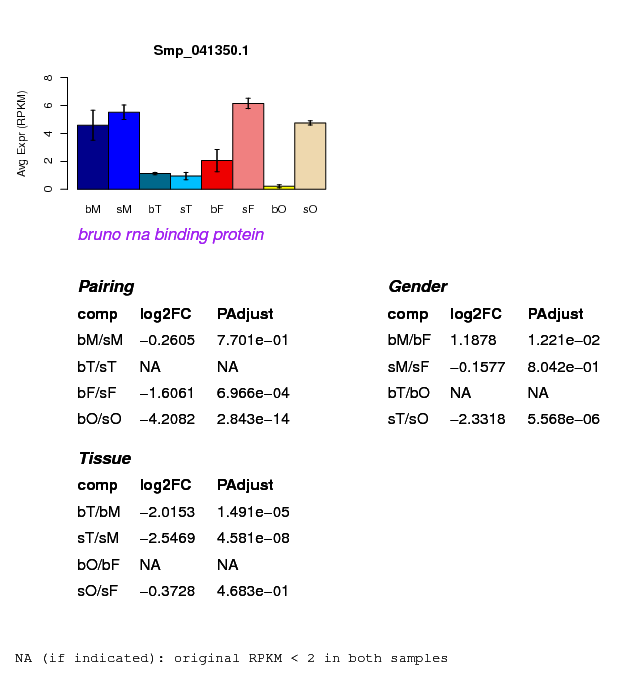 Smp_041350.1
Avg Expr (RPKM)
0 2 4 6 8
bM sM bT sT bF sF bO sO
bruno rna binding protein
Pairing
comp log2FC PAdjust
bM/sM −0.2605 7.701e−01
bT/sT NA NA
bF/sF −1.6061 6.966e−04
bO/sO −4.2082 2.843e−14
Gender
comp log2FC PAdjust
bM/bF 1.1878 1.221e−02
sM/sF −0.1577 8.042e−01
bT/bO NA NA
sT/sO −2.3318 5.568e−06
Tissue
comp log2FC PAdjust
bT/bM −2.0153 1.491e−05
sT/sM −2.5469 4.581e−08
bO/bF NA NA
sO/sF −0.3728 4.683e−01
NA (if indicated): original RPKM < 2 in both samples